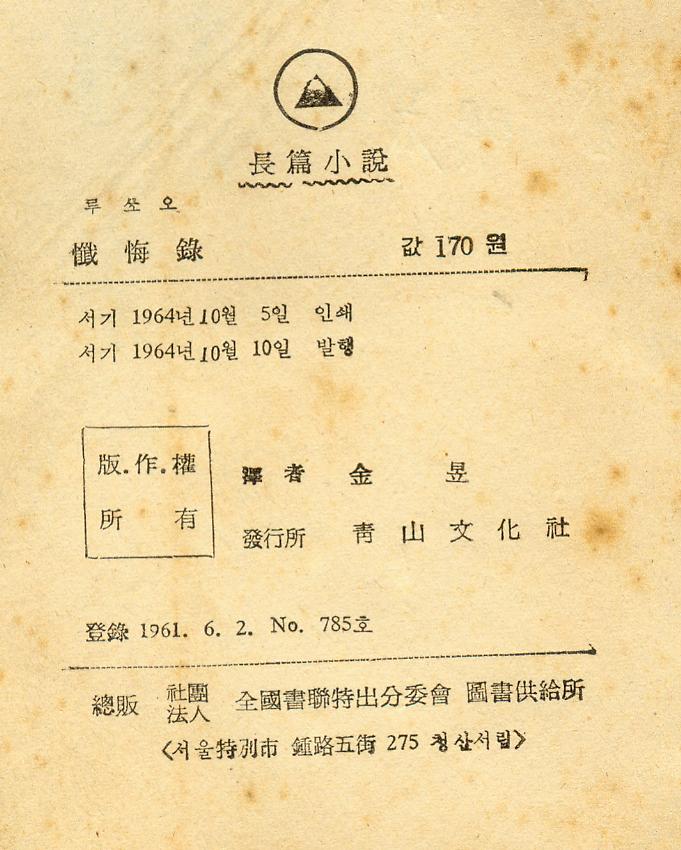 長篇小說
루쏘오
懺悔錄 값 170 원
서기 1964년 10월 5일 인쇄
서기 1964년 10월 10일 발행
版.作.權
所 有
譯者 金 昱
發行所 靑山文化社
登錄 1961. 6. 2. No. 785호
總販 社團法人 全國書聯特出分委會 圖書供給所
<서울特別市 鍾路五街 275 청산서림>